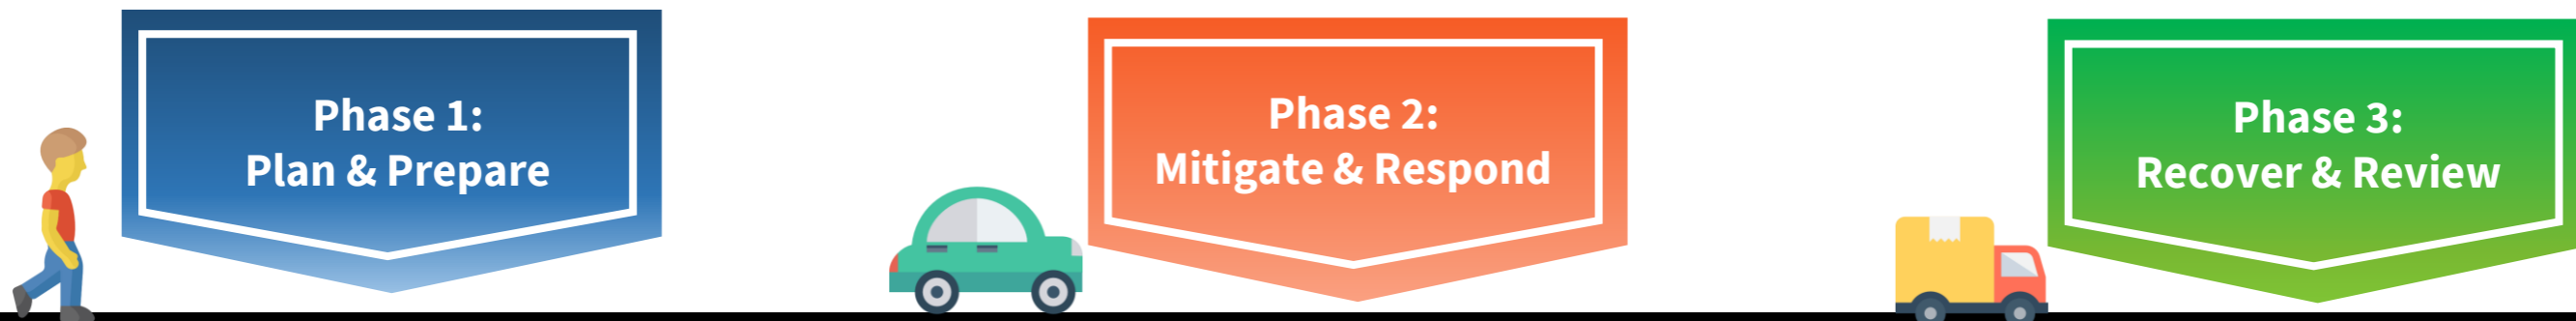 Phase 1:
Plan & Prepare
Phase 2:
Mitigate & Respond
Phase 3:
Recover & Review